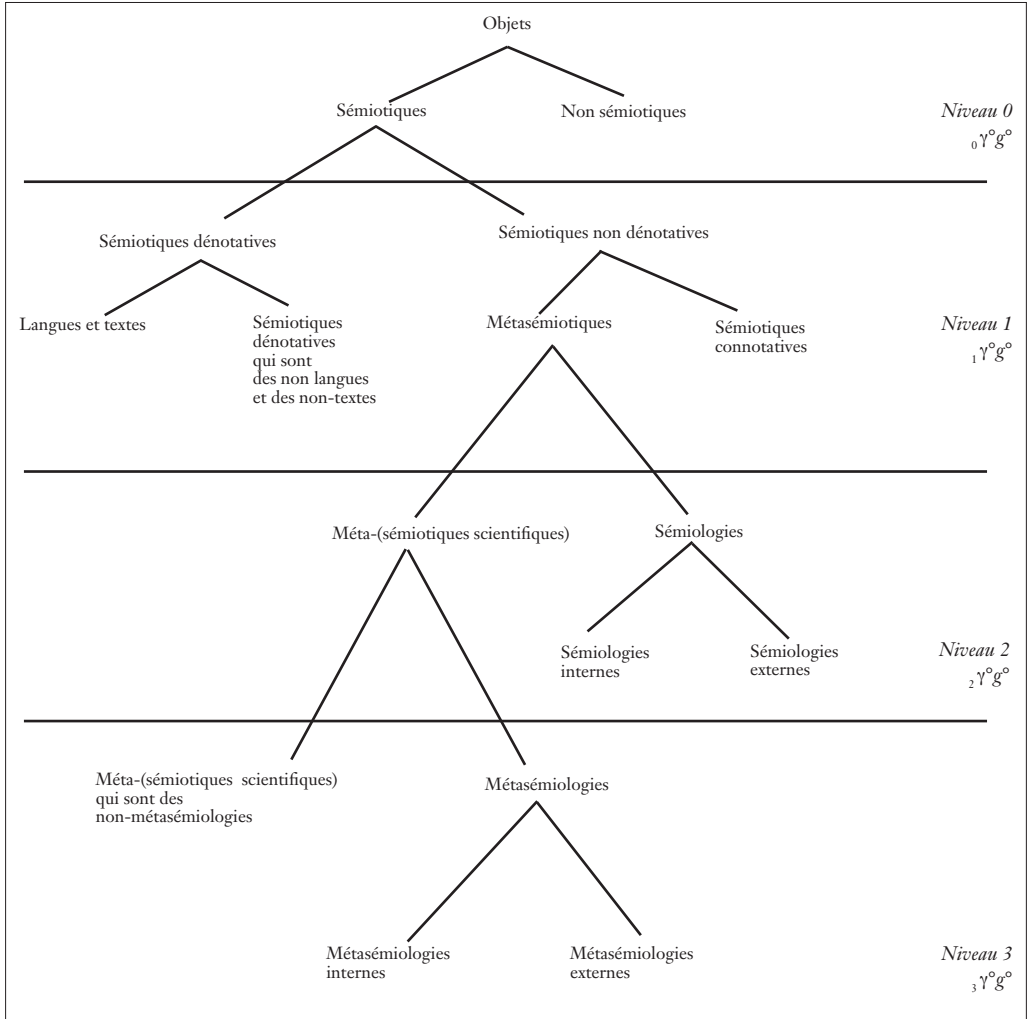 Objets
Sémiotiques
Non sémiotiques
Niveau 0
₀γ°g°
Sémiotiques dénotatives
Sémiotiques non dénotatives
Langues et textes
Sémiotiques
dénotatives
qui sont
des non langues
et des non-textes
Métasémiotiques
Sémiotiques
connotatives
Niveau 1
₁γ°g°
Méta-(sémiotiques scientifiques)
Sémiologies
Sémiologies
internes
Sémiologies
externes
Niveau 2
₂γ°g°
Méta-(sémiotiques scientifiques)
qui sont des
non-métasémiologies
Métasémiologies
Métasémiologies
internes
Métasémiologies
externes
Niveau 3
₃γ°g°